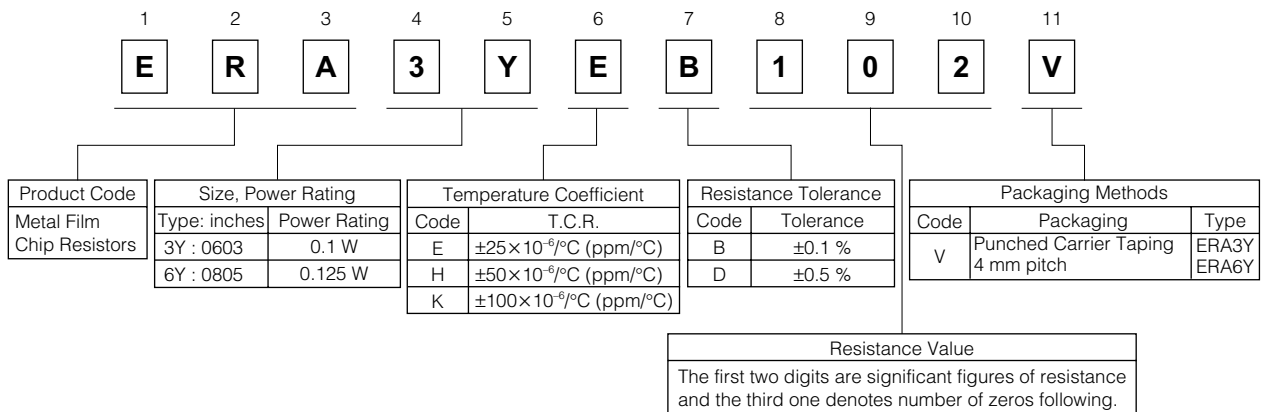 1 2 3 4 5 6 7 8 9 10 11
E R A 3 Y E B 1 0 2 V
Product Code
Metal Film
Chip Resistors
Size, Power Rating
Type: inches Power Rating
3Y : 0603 0.1 W
6Y : 0805 0.125 W
Temperature Coefficient
Code T.C.R.
E ±25×10⁻⁶/°C (ppm/°C)
H ±50×10⁻⁶/°C (ppm/°C)
K ±100×10⁻⁶/°C (ppm/°C)
Resistance Tolerance
Code Tolerance
B ±0.1 %
D ±0.5 %
Packaging Methods
Code Packaging Type
V Punched Carrier Taping ERA3Y
4 mm pitch ERA6Y
Resistance Value
The first two digits are significant figures of resistance
and the third one denotes number of zeros following.